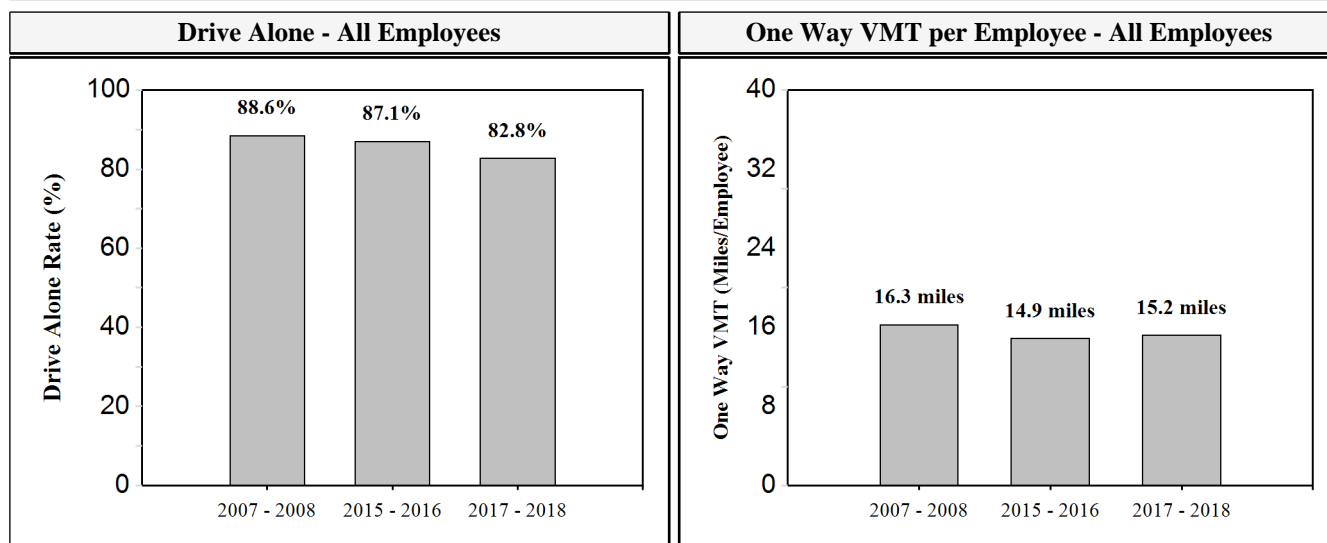 Drive Alone - All Employees
One Way VMT per Employee - All Employees
Drive Alone Rate (%)
100
80
60
40
20
0
88.6%
87.1%
82.8%
2007 - 2008
2015 - 2016
2017 - 2018
One Way VMT (Miles/Employee)
40
32
24
16
8
0
16.3 miles
14.9 miles
15.2 miles
2007 - 2008
2015 - 2016
2017 - 2018